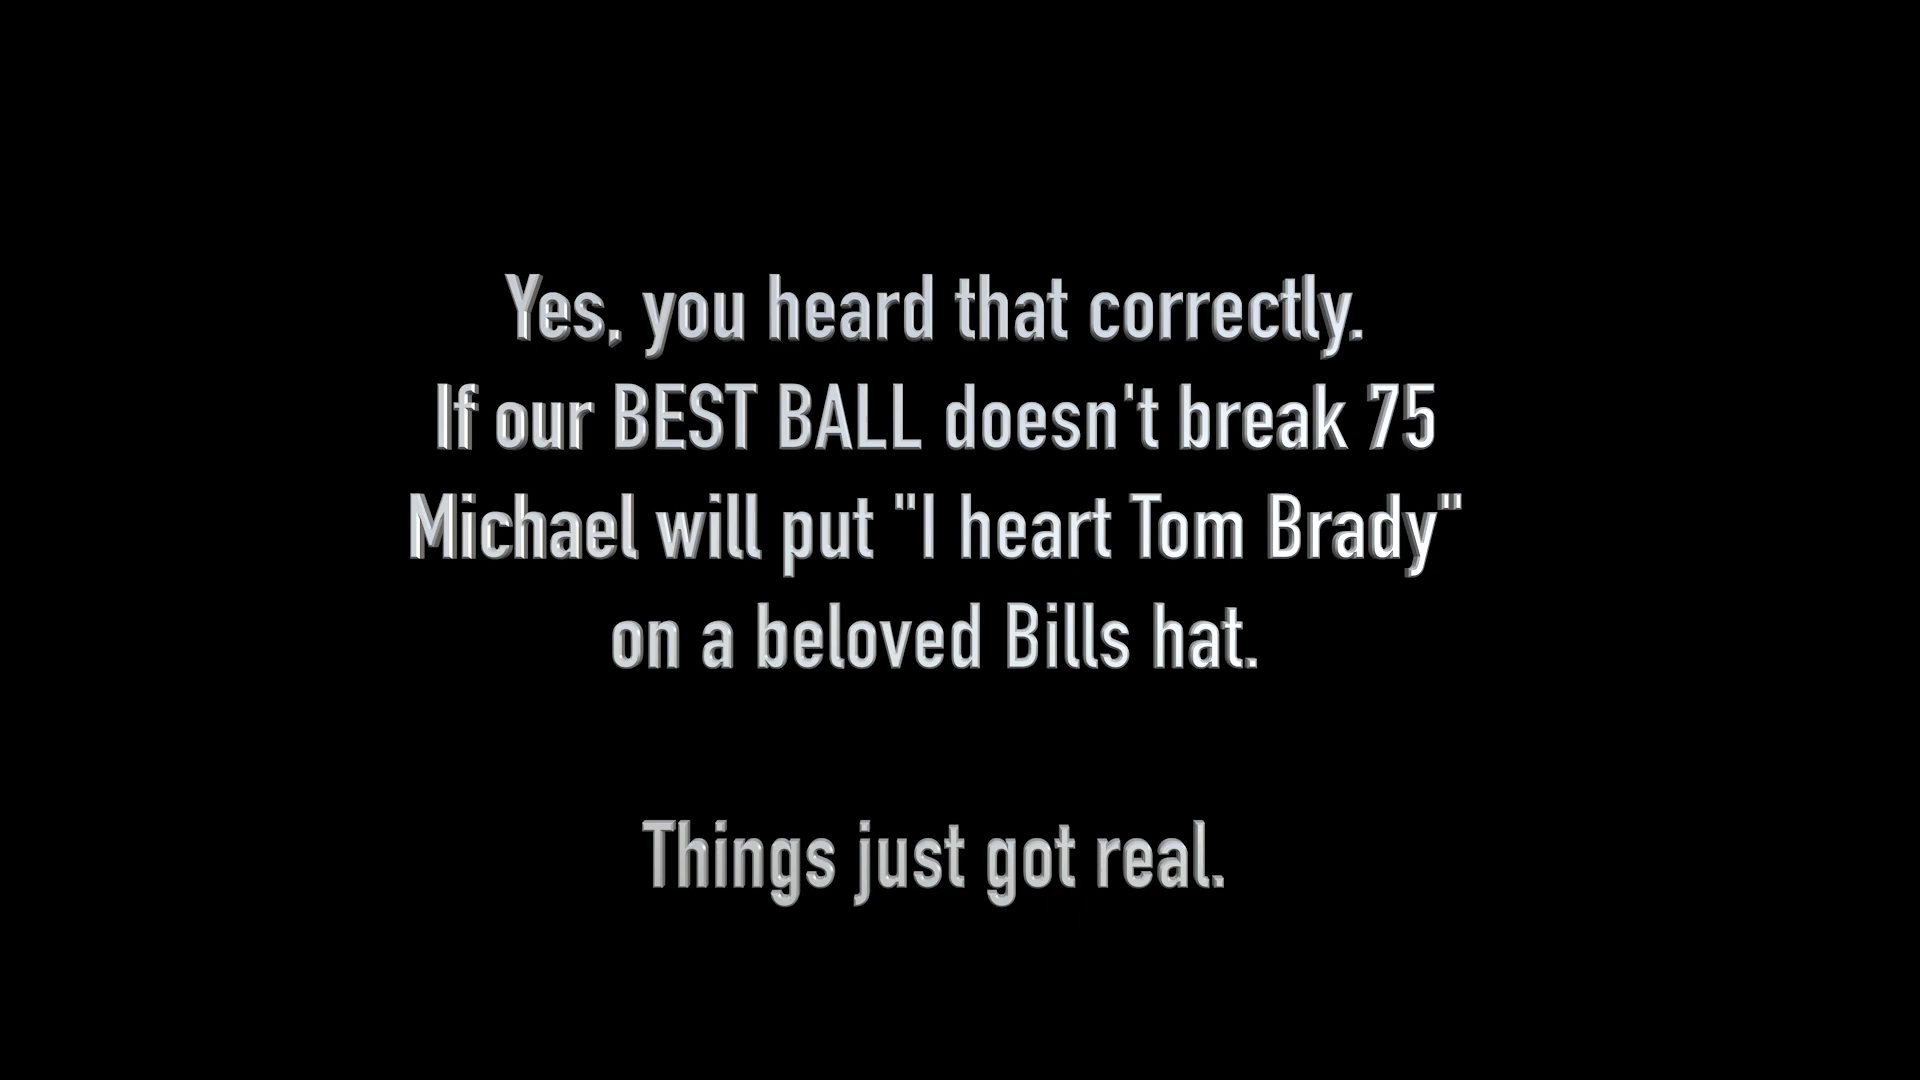 Yes, you heard that correctly.
If our BEST BALL doesn't break 75
Michael will put "I heart Tom Brady"
on a beloved Bills hat.
Things just got real.